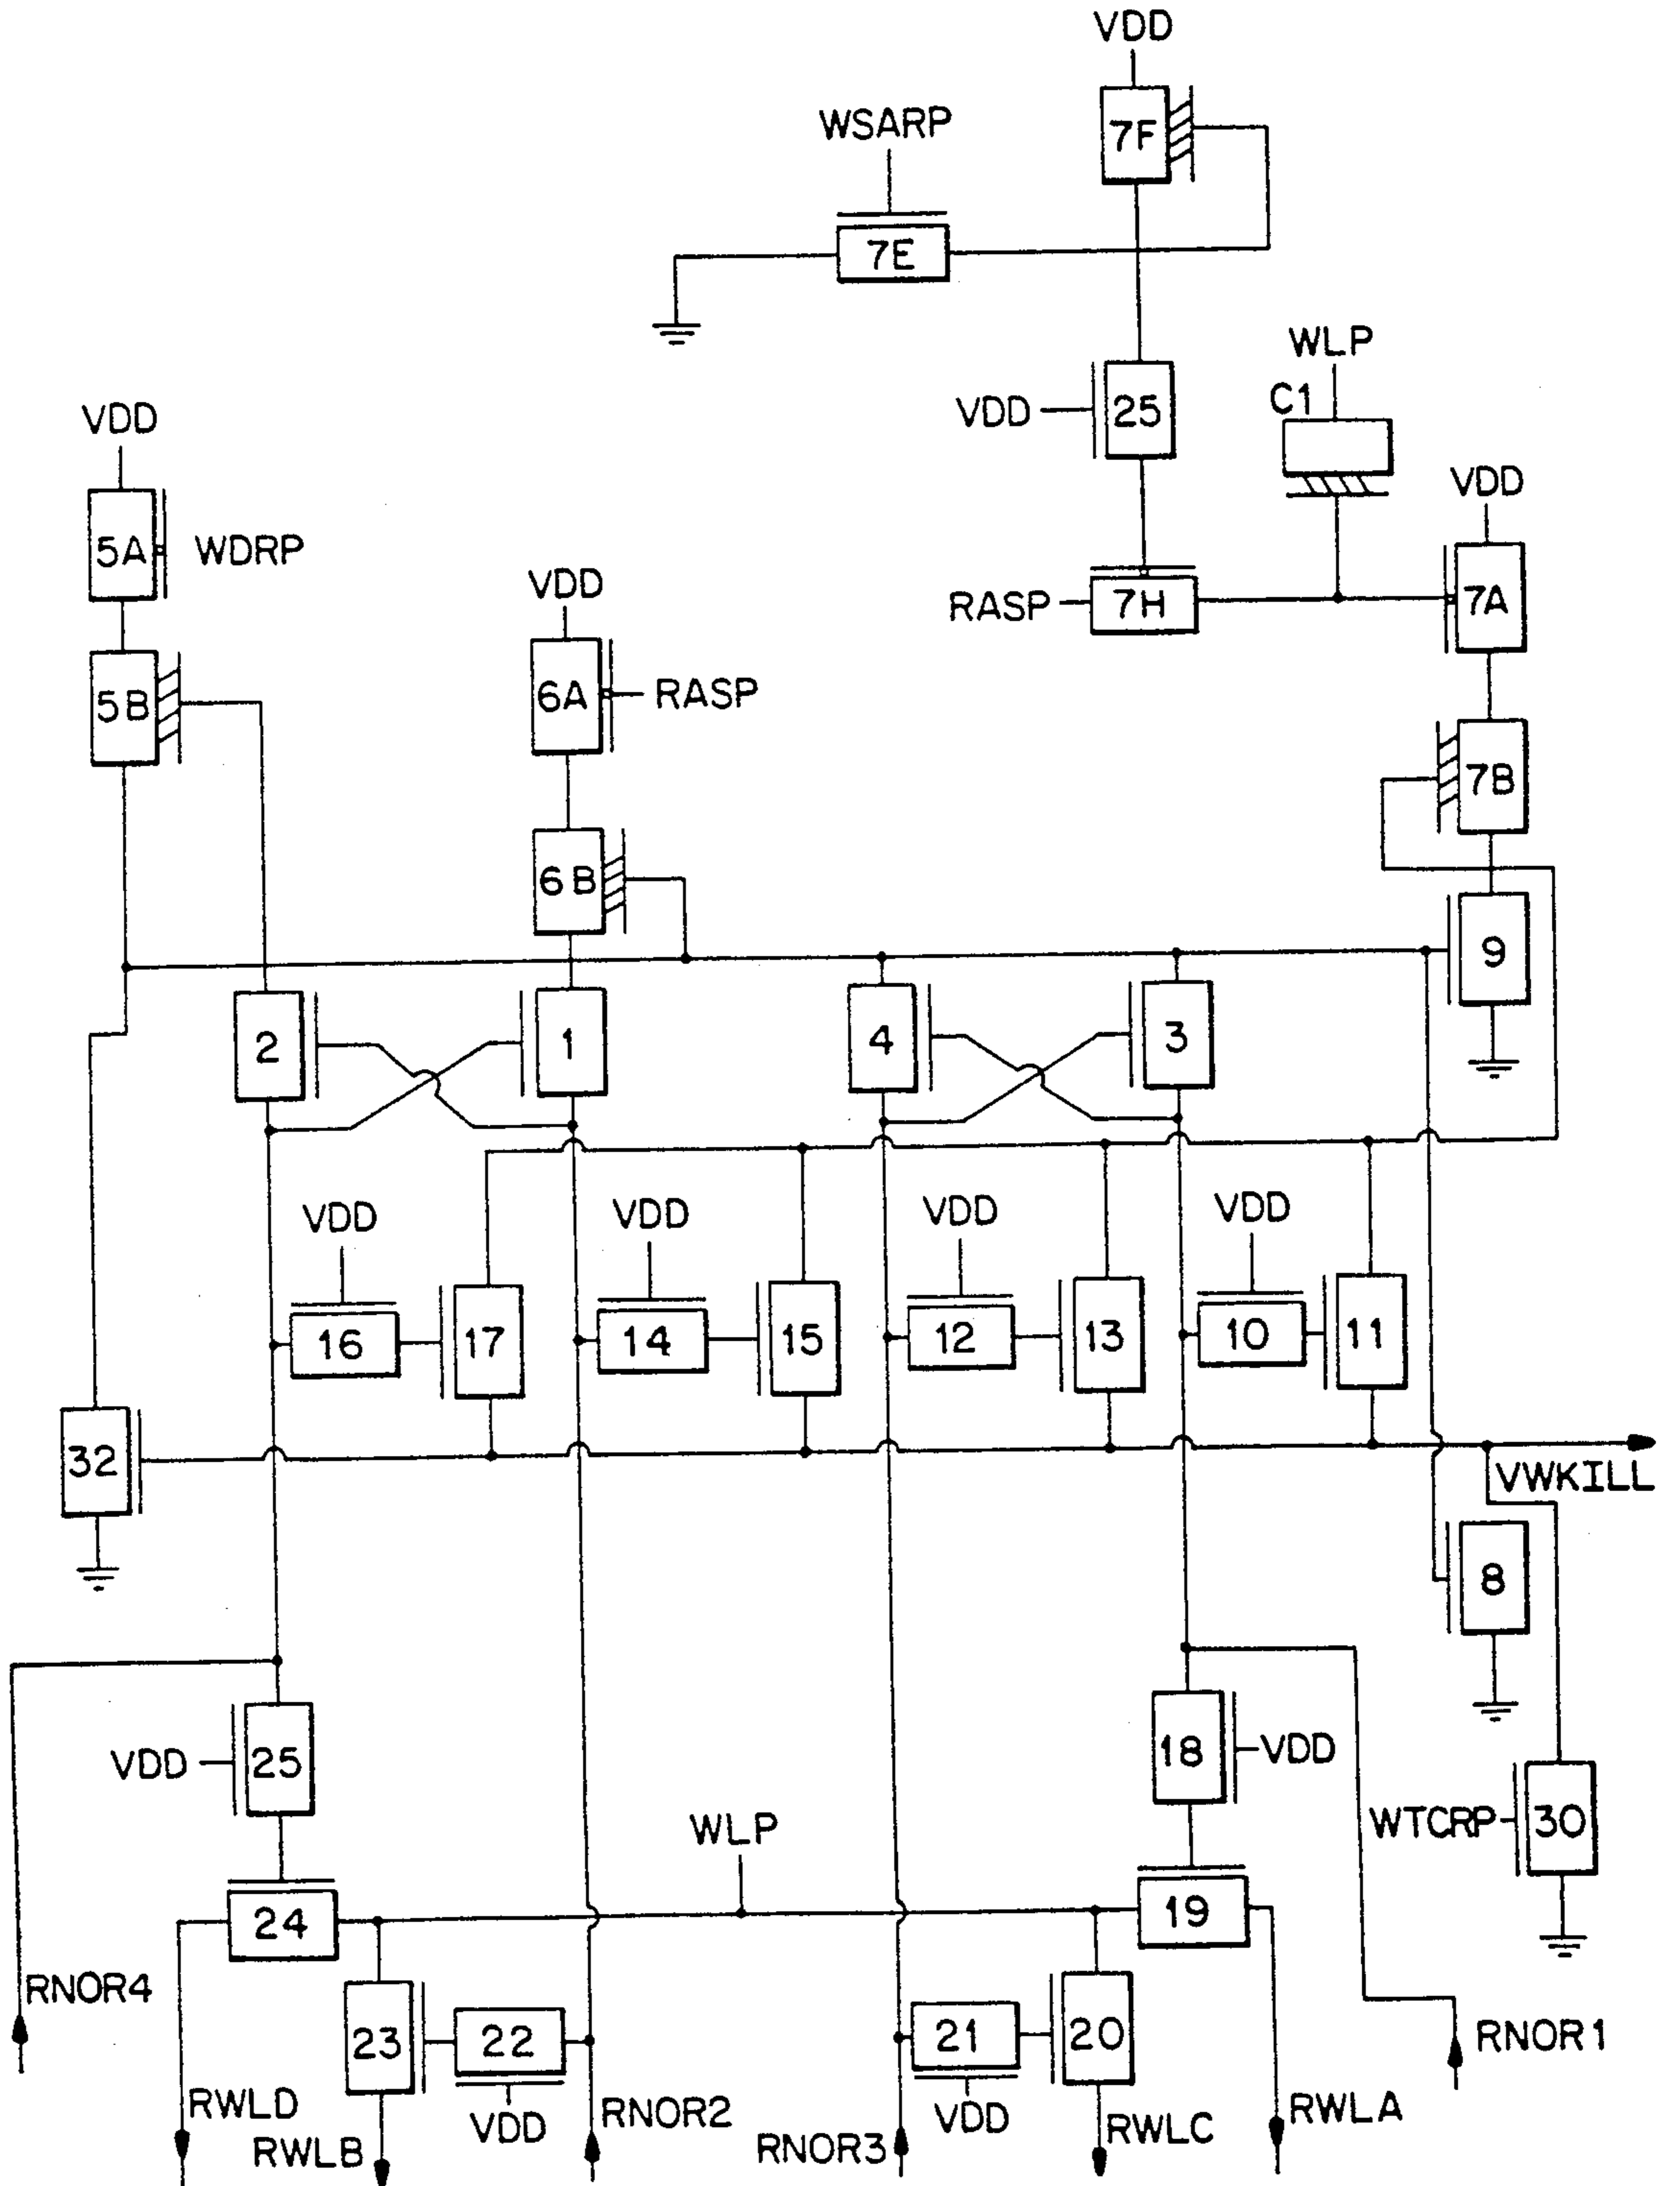 VDD
WSARP
7F
7E
WLP
C1
VDD
25
VDD
VDD
5A
WDRP
VDD
RASP
7H
7A
5B
6A
RASP
7B
6B
9
2
1
4
3
VDD
VDD
VDD
VDD
16
17
14
15
12
13
10
11
32
VWKILL
8
VDD
25
18
VDD
WLP
WTCRP
30
24
19
RNOR4
23
22
21
20
RNOR1
RWLD
VDD
RNOR2
VDD
RWLC
RWLA
RWLB
RNOR3